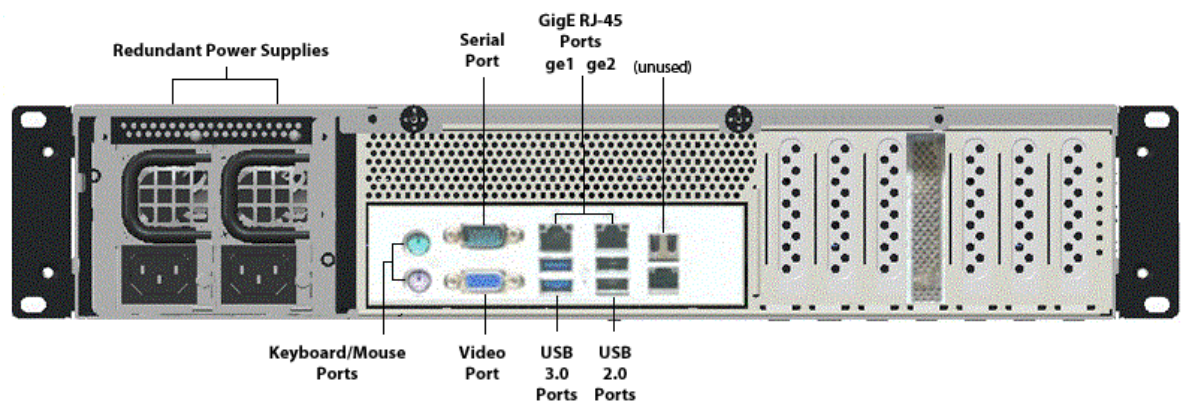 Redundant Power Supplies
Serial
Port
GigE RJ-45
Ports
ge1 ge2
(unused)
Keyboard/Mouse
Ports
Video
Port
USB
3.0
Ports
USB
2.0
Ports